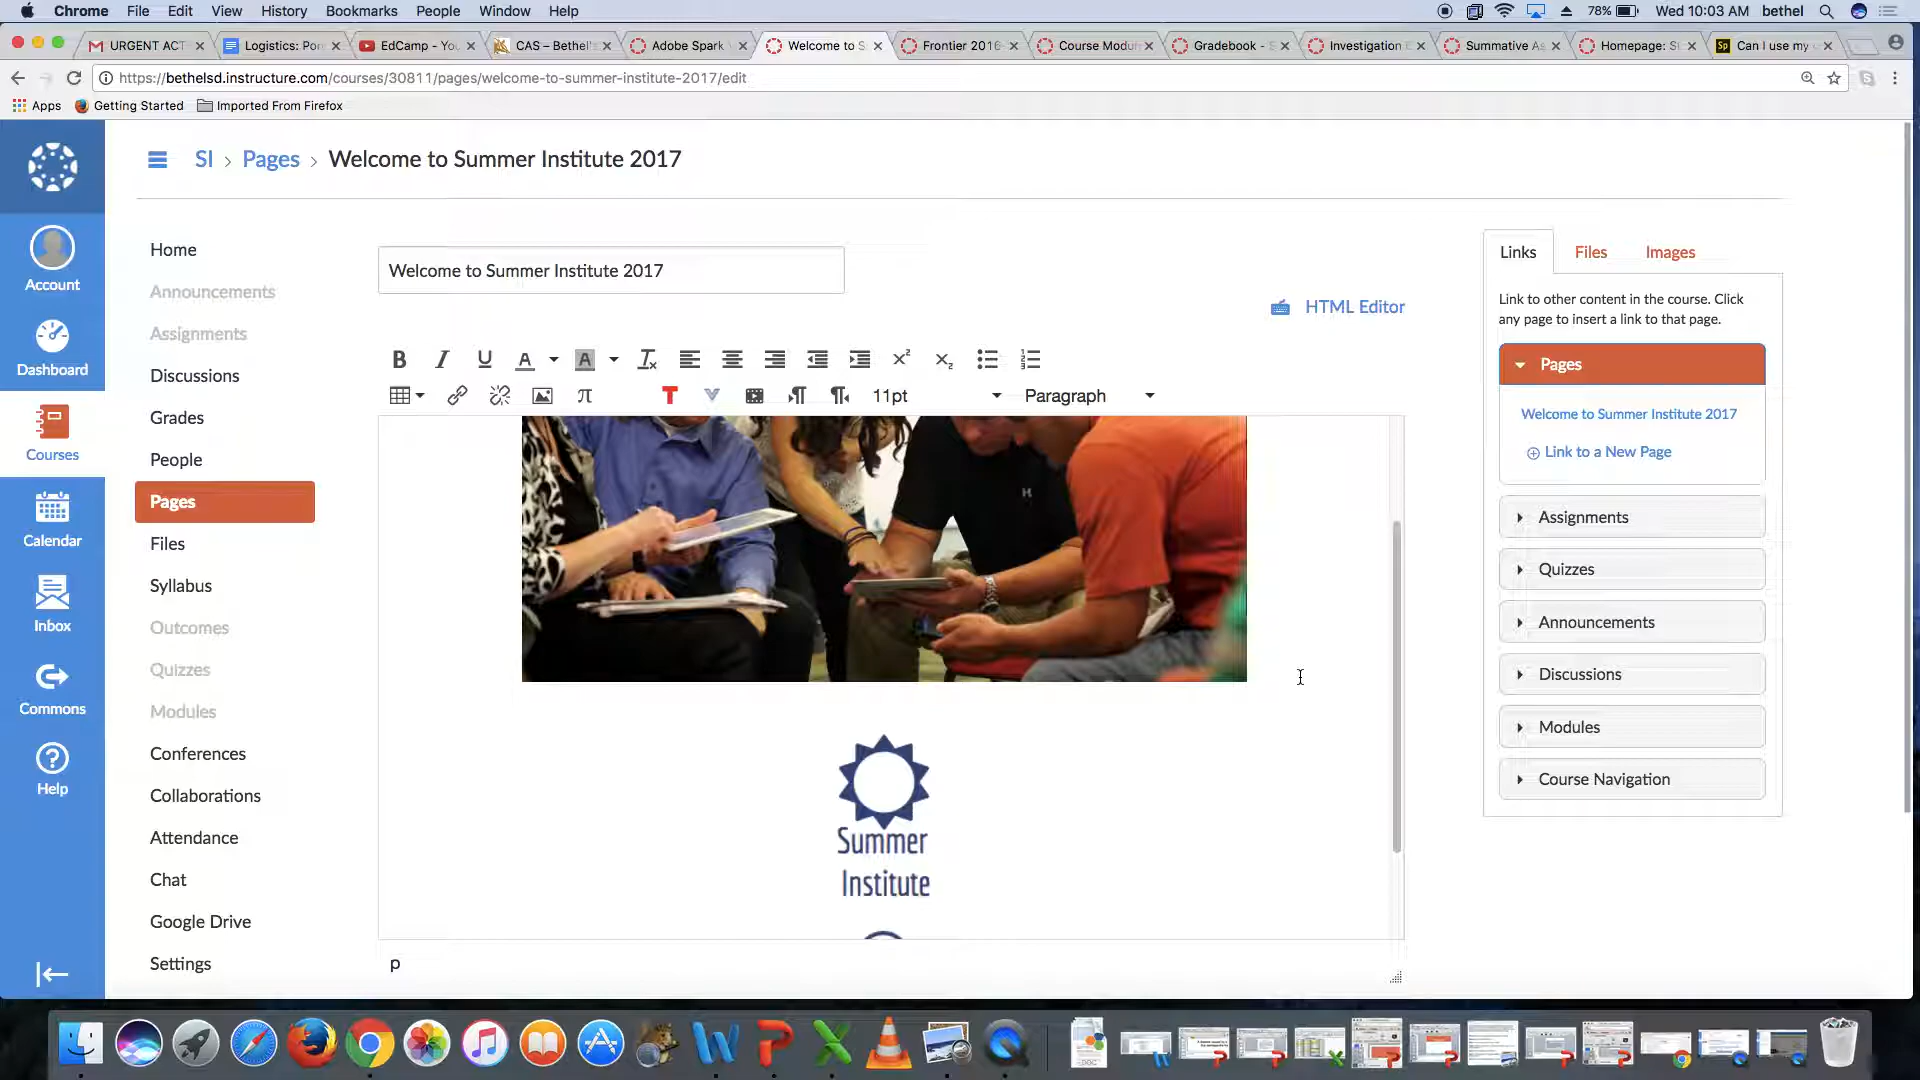 Chrome File Edit View History Bookmarks People Window Help 78% Wed 10:03 AM bethel
URGENT ACT Logistics: Por EdCamp - Yo CAS – Bethel's Adobe Spark Welcome to S Frontier 2016 Course Modu Gradebook - S Investigation E Summative As Homepage: SI Sp Can I use my
https://bethelsd.instructure.com/courses/30811/pages/welcome-to-summer-institute-2017/edit
Apps Getting Started Imported From Firefox
SI > Pages > Welcome to Summer Institute 2017
Account
Dashboard
Courses
Calendar
Inbox
Commons
Help
Home
Announcements
Assignments
Discussions
Grades
People
Pages
Files
Syllabus
Outcomes
Quizzes
Modules
Conferences
Collaborations
Attendance
Chat
Google Drive
Settings
Welcome to Summer Institute 2017
HTML Editor
B I U A A
T 11pt Paragraph
H
Summer
Institute
p
Links Files Images
Link to other content in the course. Click
any page to insert a link to that page.
Pages
Welcome to Summer Institute 2017
Link to a New Page
Assignments
Quizzes
Announcements
Discussions
Modules
Course Navigation